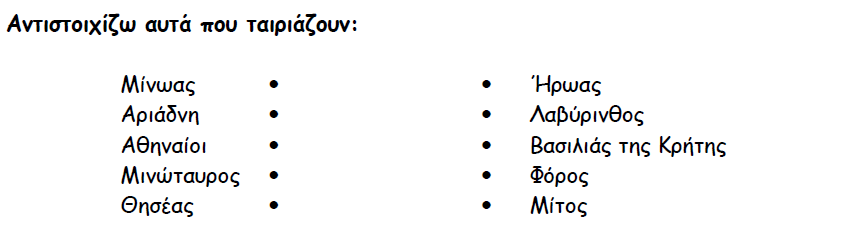 Αντιστοιχίζω αυτά που ταιριάζουν:
Μίνωας • • Ήρωας
Αριάδνη • • Λαβύρινθος
Αθηναίοι • • Βασιλιάς της Κρήτης
Μινώταυρος • • Φόρος
Θησέας • • Μίτος